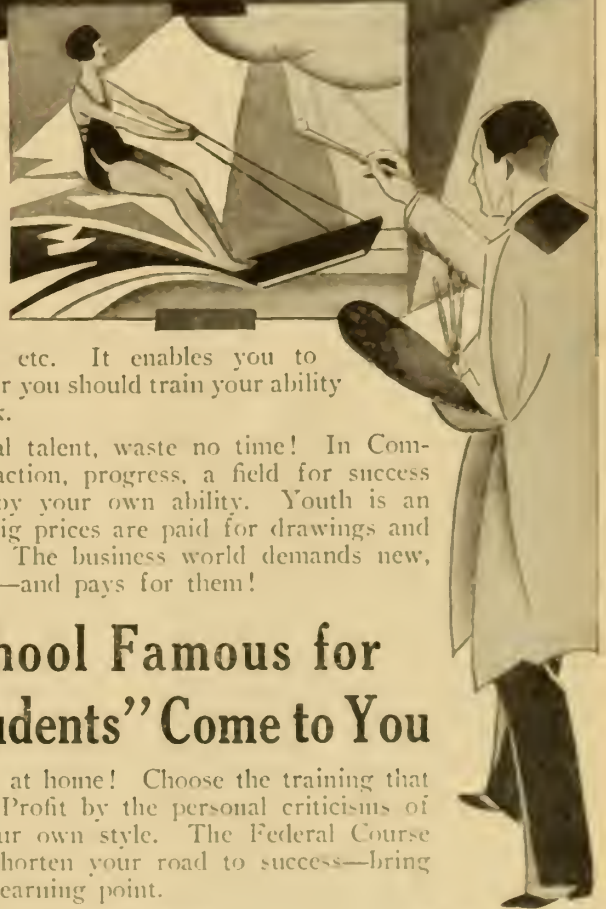 etc. It enables you to
r you should train your ability
k.
al talent, waste no time! In Com-
action, progress, a field for success
by your own ability. Youth is an
ig prices are paid for drawings and
The business world demands new,
—and pays for them!
hool Famous for
udents” Come to You
at home! Choose the training that
Profit by the personal criticisms of
ur own style. The Federal Course
horten your road to success—bring
earning point.